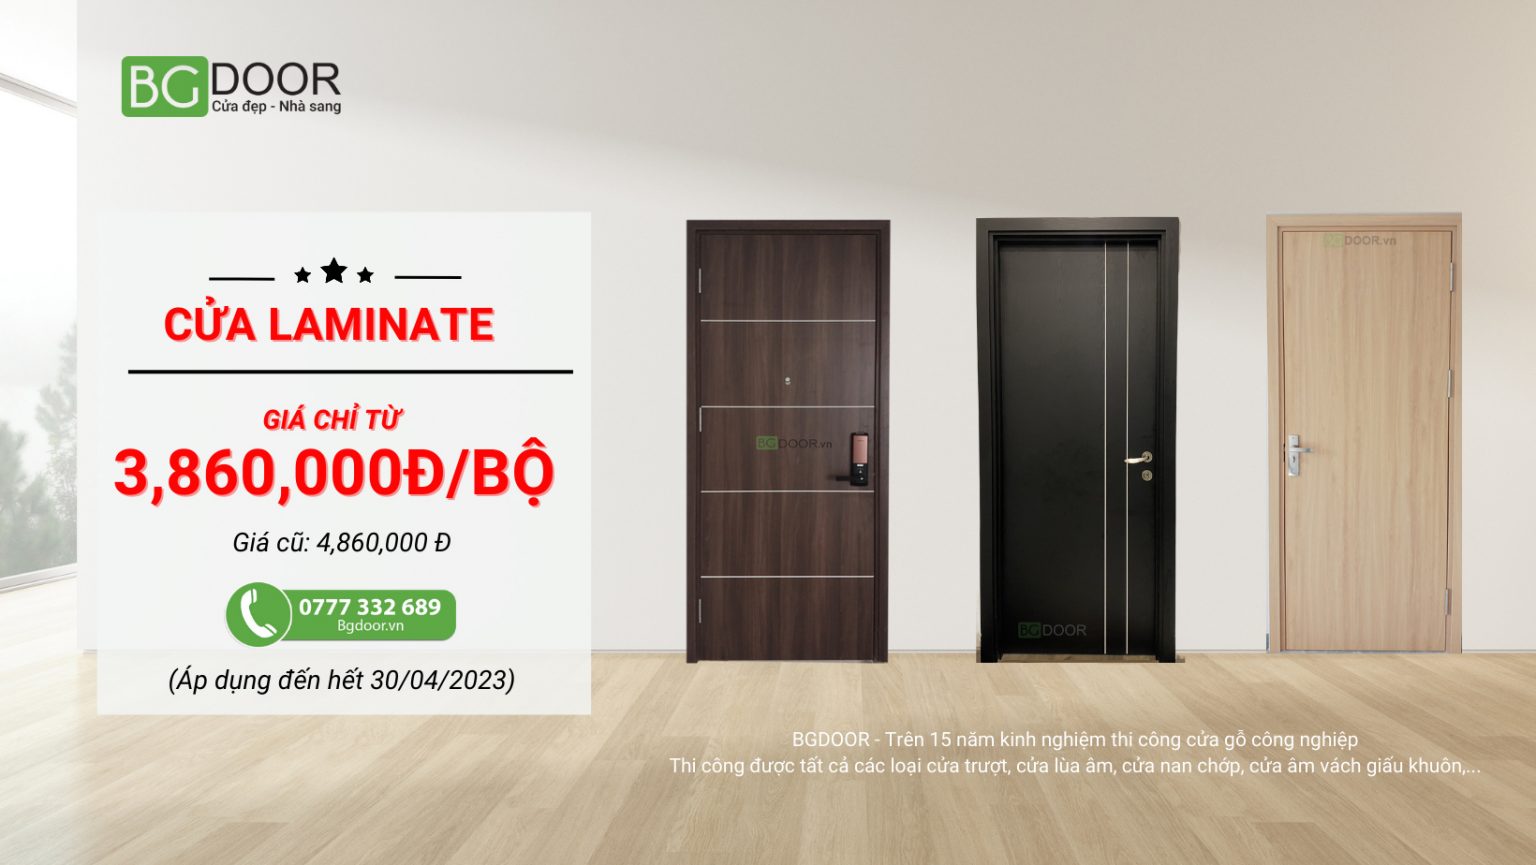 BGDOOR
Cửa đẹp - Nhà sang
CỬA LAMINATE
GIÁ CHỈ TỪ
3,860,000Đ/BỘ
Giá cũ: 4,860,000 Đ
0777 332 689
Bgdoor.vn
(Áp dụng đến hết 30/04/2023)
BGDOOR.vn
BGDOOR
BGDOOR.vn
BGDOOR - Trên 15 năm kinh nghiệm thi công cửa gỗ công nghiệp
Thi công được tất cả các loại cửa trượt, cửa lùa âm, cửa nan chớp, cửa âm vách giấu khuôn,...